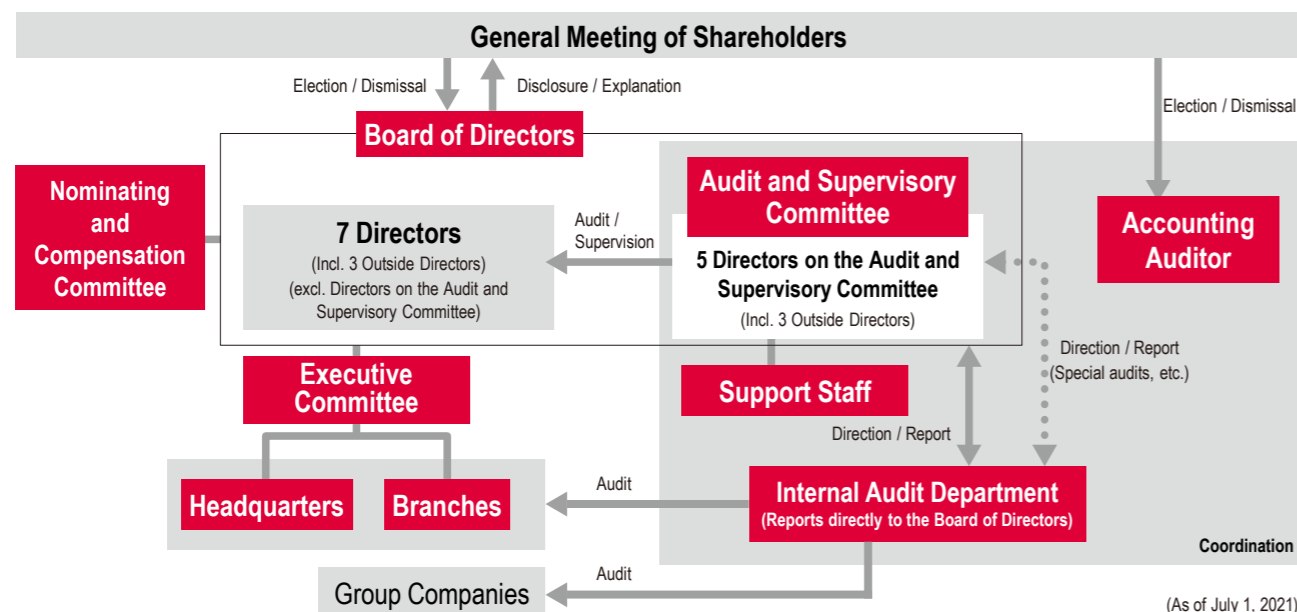 General Meeting of Shareholders
Election / Dismissal
Disclosure / Explanation
Election / Dismissal
Board of Directors
Nominating
and
Compensation
Committee
Audit and Supervisory
Committee
Accounting
Auditor
7 Directors
(Incl. 3 Outside Directors)
(excl. Directors on the Audit and
Supervisory Committee)
Audit /
Supervision
5 Directors on the Audit and
Supervisory Committee
(Incl. 3 Outside Directors)
Direction / Report
(Special audits, etc.)
Executive
Committee
Support Staff
Direction / Report
Headquarters
Branches
Audit
Internal Audit Department
(Reports directly to the Board of Directors)
Coordination
Audit
Group Companies
(As of July 1, 2021)